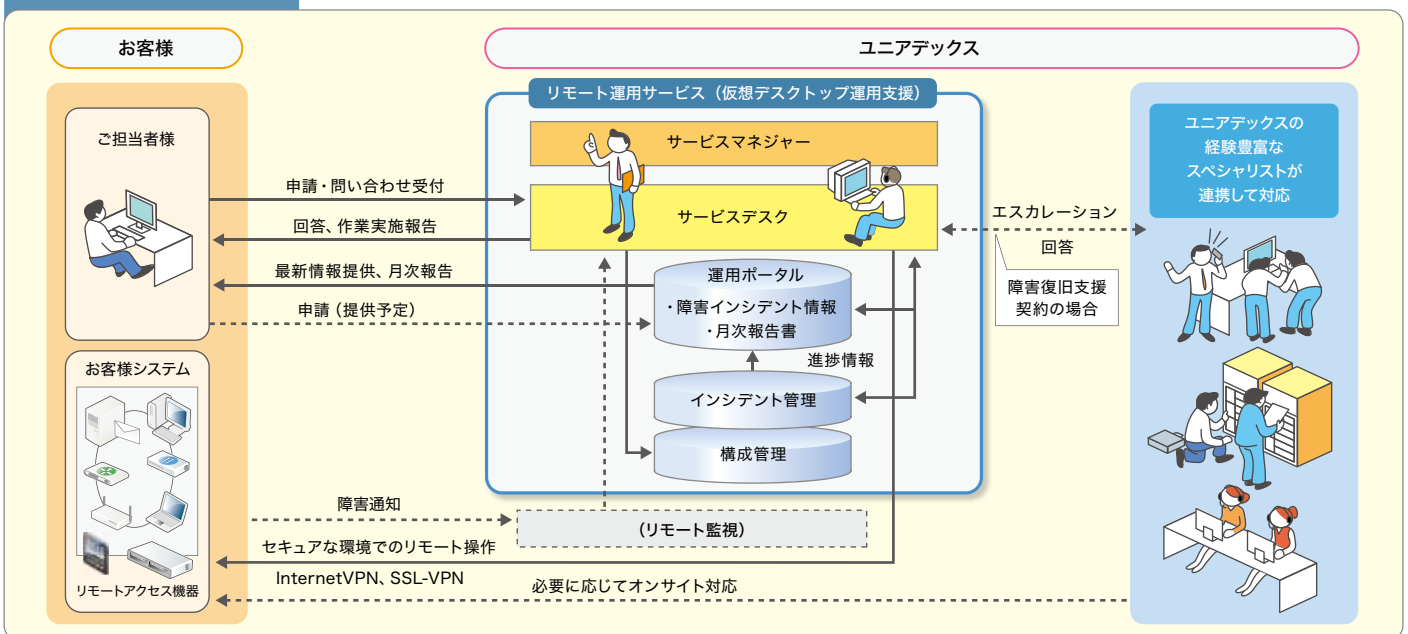 お客様
ユニアデックス
リモート運用サービス（仮想デスクトップ運用支援）
ご担当者様
サービスマネジャー
ユニアデックスの
経験豊富な
スペシャリストが
連携して対応
申請・問い合わせ受付
サービスデスク
エスカレーション
回答、作業実施報告
回答
最新情報提供、月次報告
運用ポータル
・障害インシデント情報
・月次報告書
障害復旧支援
契約の場合
申請（提供予定）
進捗情報
お客様システム
インシデント管理
構成管理
障害通知
（リモート監視）
セキュアな環境でのリモート操作
InternetVPN、SSL-VPN
リモートアクセス機器
必要に応じてオンサイト対応